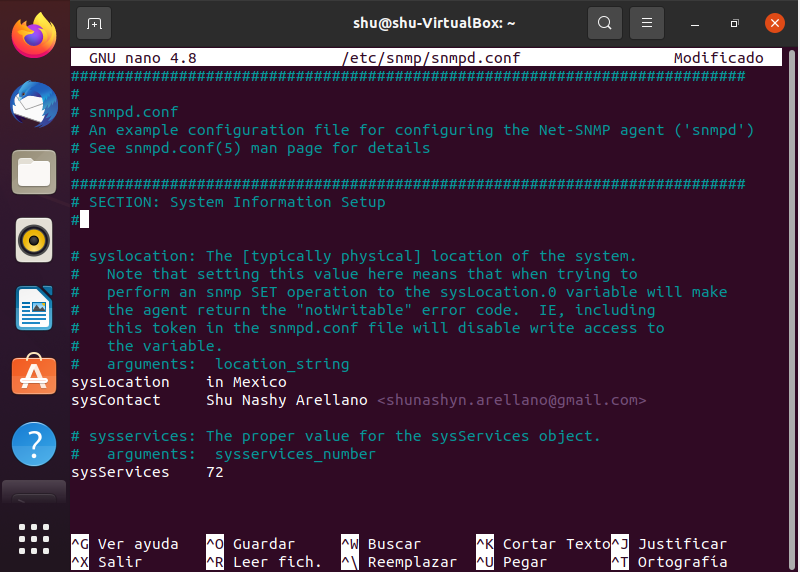 shu@shu-VirtualBox: ~
GNU nano 4.8 /etc/snmp/snmpd.conf Modificado
###########################################################################
#
# snmpd.conf
# An example configuration file for configuring the Net-SNMP agent ('snmpd')
# See snmpd.conf(5) man page for details
#
###########################################################################
# SECTION: System Information Setup
#
# syslocation: The [typically physical] location of the system.
#   Note that setting this value here means that when trying to
#   perform an snmp SET operation to the sysLocation.0 variable will make
#   the agent return the "notWritable" error code.  IE, including
#   this token in the snmpd.conf file will disable write access to
#   the variable.
#   arguments:  location_string
sysLocation    in Mexico
sysContact     Shu Nashy Arellano <shunashyn.arellano@gmail.com>
# sysservices: The proper value for the sysServices object.
#   arguments:  sysservices_number
sysServices    72
^G Ver ayuda ^O Guardar ^W Buscar ^K Cortar Texto ^J Justificar
^X Salir ^R Leer fich. ^\ Reemplazar ^U Pegar ^T Ortografía